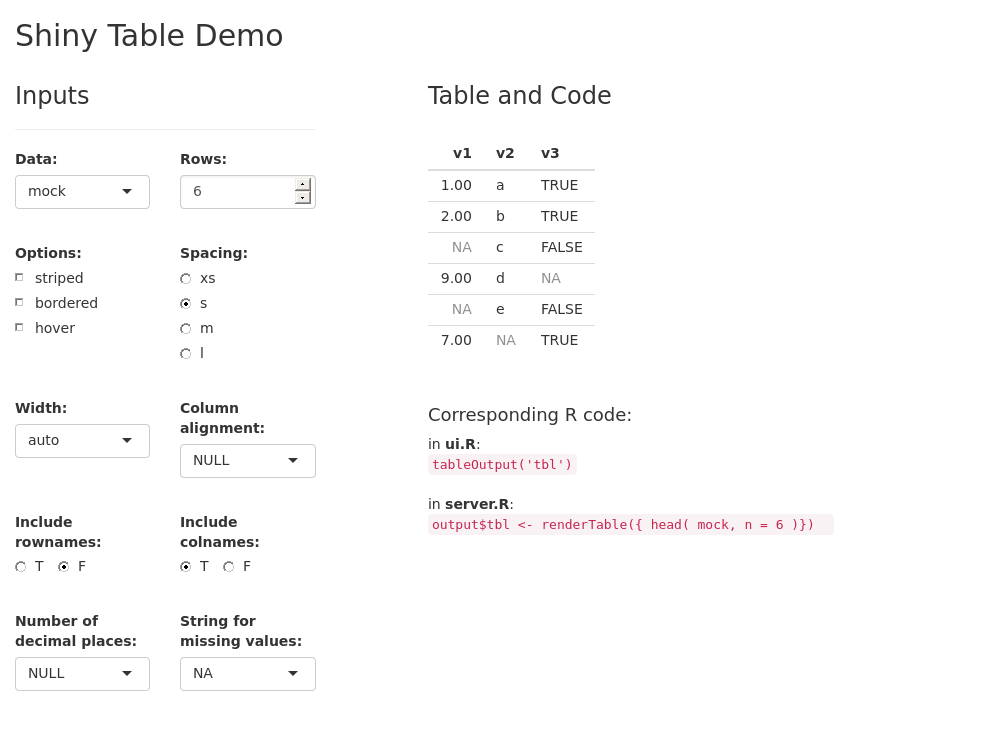 Shiny Table Demo
Inputs
Data: Rows:
mock 6
Options: Spacing:
striped xs
bordered s
hover m
l
Width: Column
alignment:
auto NULL
Include Include
rownames: colnames:
T F T F
Number of String for
decimal places: missing values:
NULL NA
Table and Code
v1 v2 v3
1.00 a TRUE
2.00 b TRUE
NA c FALSE
9.00 d NA
NA e FALSE
7.00 NA TRUE
Corresponding R code:
in ui.R:
tableOutput('tbl')
in server.R:
output$tbl <- renderTable({ head( mock, n = 6 )})